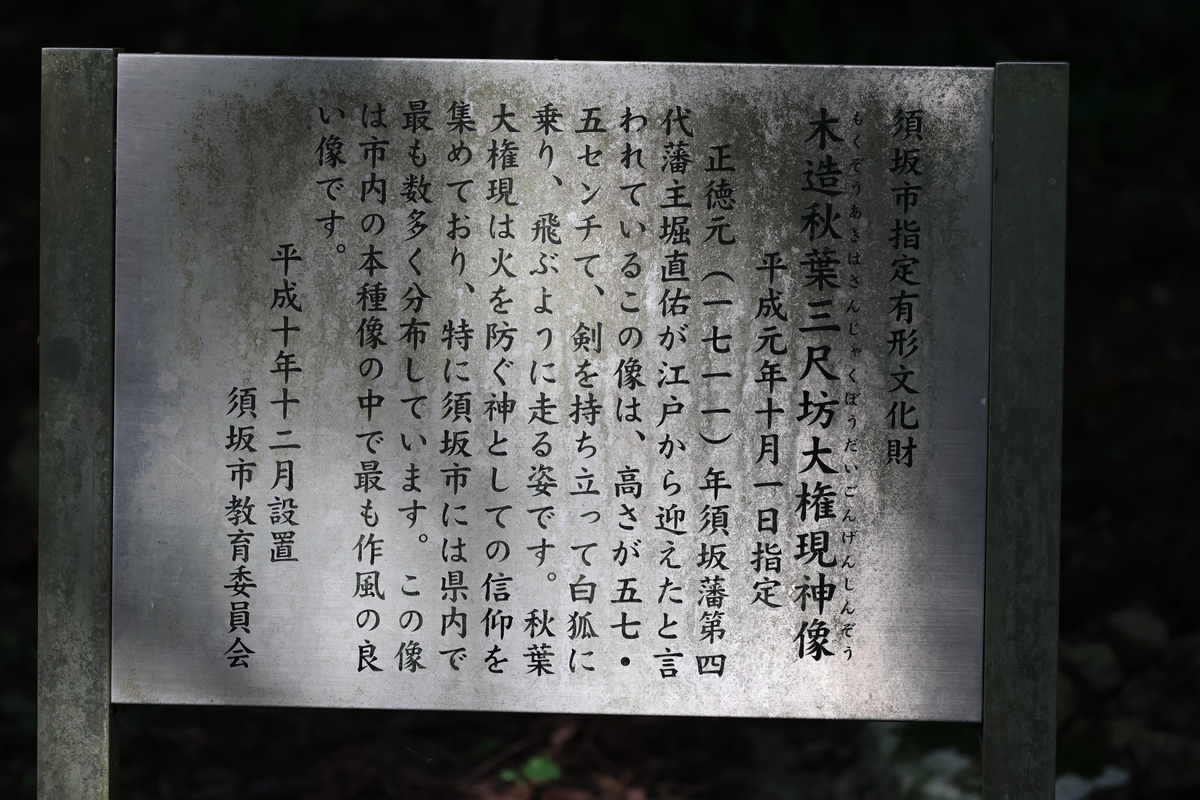 須坂市指定有形文化財
もくぞうあきはさんじゃくぼうだいごんげんしんぞう
木造秋葉三尺坊大権現神像
平成元年十月一日指定
正徳元（一七一一）年須坂藩第四
代藩主堀直佑が江戸から迎えたと言
われているこの像は、高さが五七・
五センチて、剣を持ち立って白狐に
乗り、飛ぶように走る姿です。秋葉
大権現は火を防ぐ神としての信仰を
集めており、特に須坂市には県内で
最も数多く分布しています。この像
は市内の本種像の中で最も作風の良
い像です。
平成十年十二月設置
須坂市教育委員会